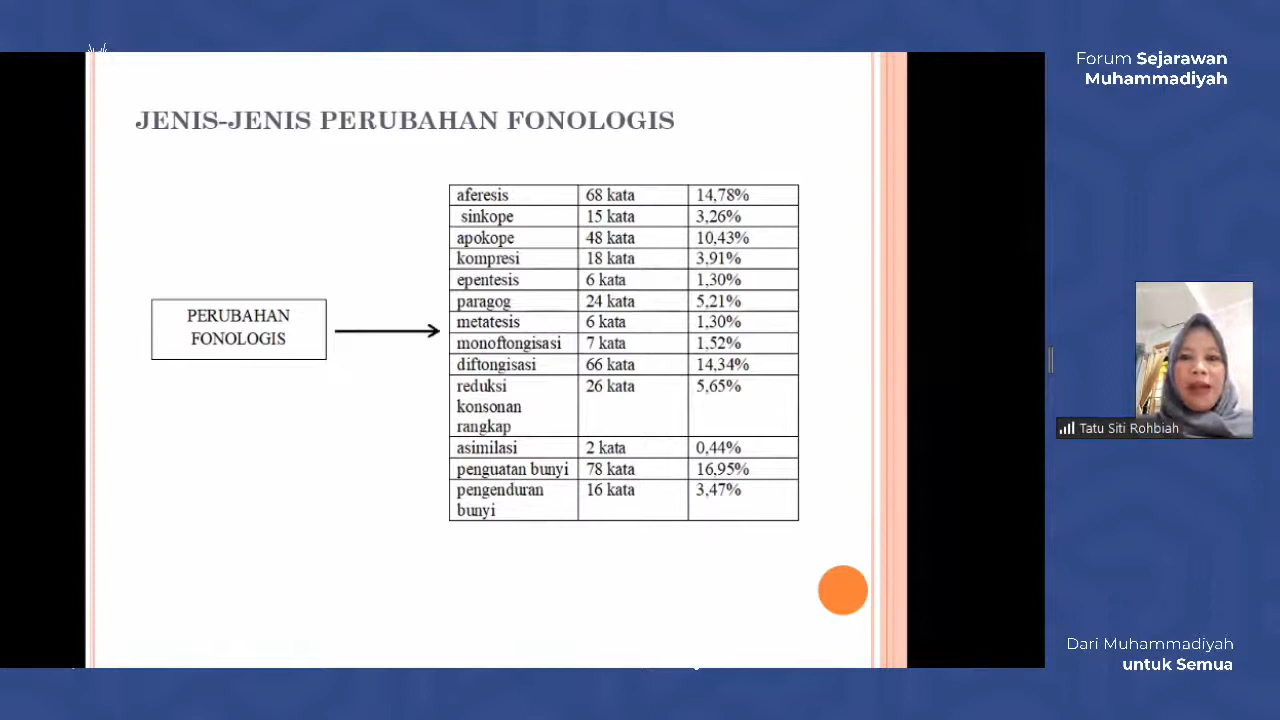 Forum Sejarawan
Muhammadiyah
JENIS-JENIS PERUBAHAN FONOLOGIS
PERUBAHAN
FONOLOGIS
aferesis 68 kata 14,78%
sinkope 15 kata 3,26%
apokope 48 kata 10,43%
kompresi 18 kata 3,91%
epentesis 6 kata 1,30%
paragog 24 kata 5,21%
metatesis 6 kata 1,30%
monoftongisasi 7 kata 1,52%
diftongisasi 66 kata 14,34%
reduksi 26 kata 5,65%
konsonan
rangkap
asimilasi 2 kata 0,44%
penguatan bunyi 78 kata 16,95%
pengenduran 16 kata 3,47%
bunyi
Tatu Siti Rohbiah
Dari Muhammadiyah
untuk Semua